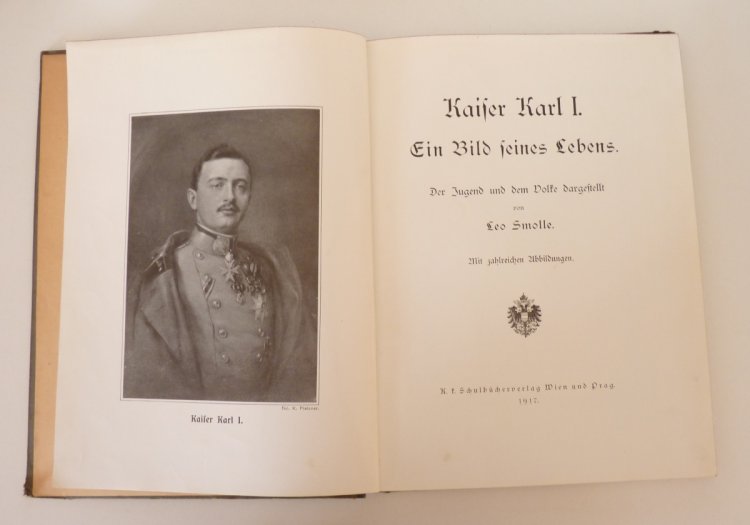 Kaiser Karl I.
Kaiſer Karl I.
Ein Bild ſeines Lebens.
Der Jugend und dem Volke dargeſtellt
von
Leo Smolle.
Mit zahlreichen Abbildungen.
K. k. Schulbücherverlag Wien und Prag.
1917.